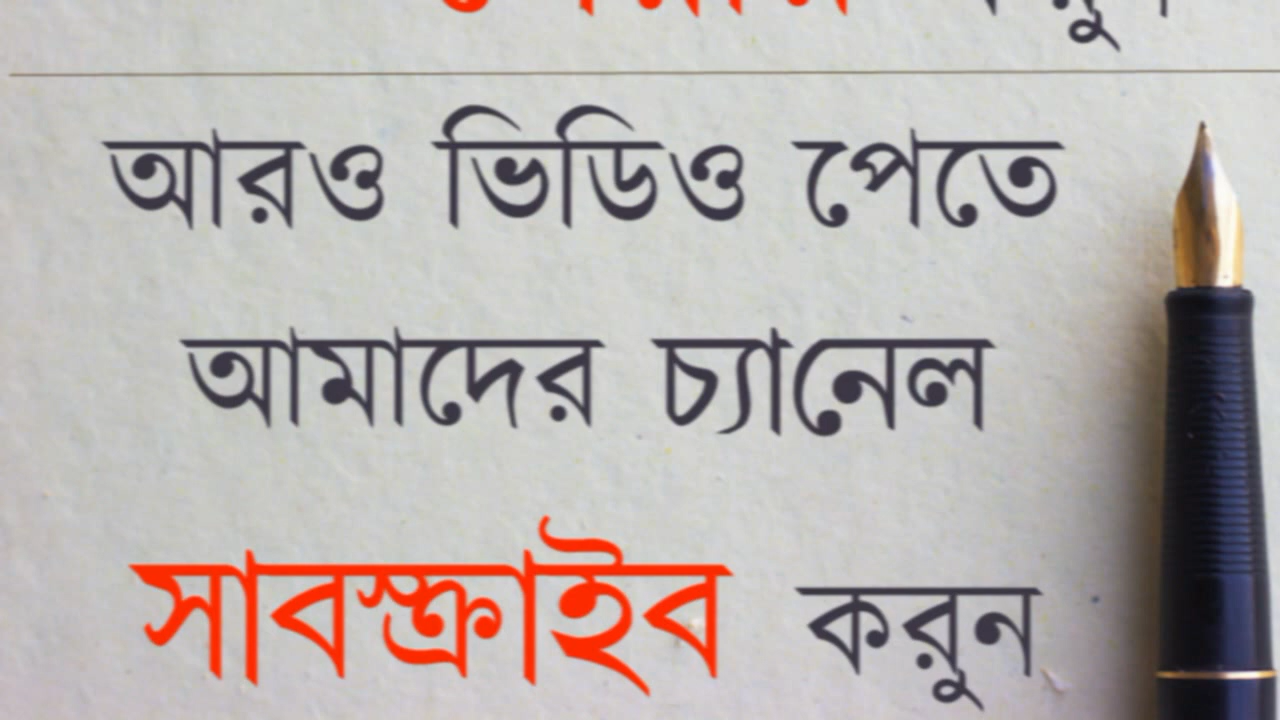 আরও ভিডিও পেতে
আমাদের চ্যানেল
সাবস্ক্রাইব করুন